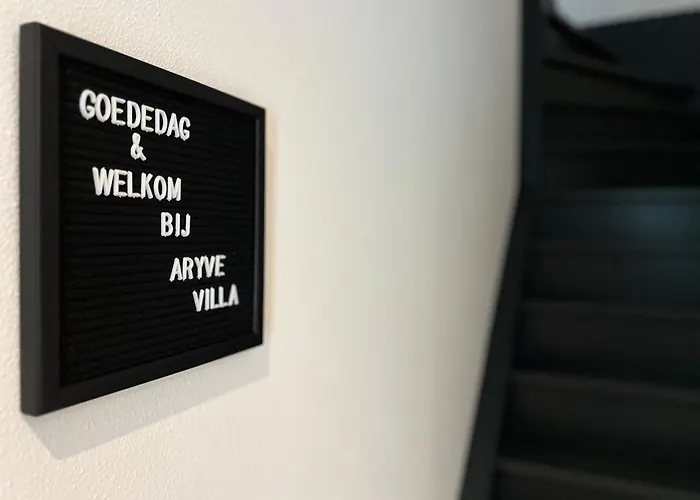 GOEDEDAG
&
WELKOM
BIJ
ARYVE
VILLA